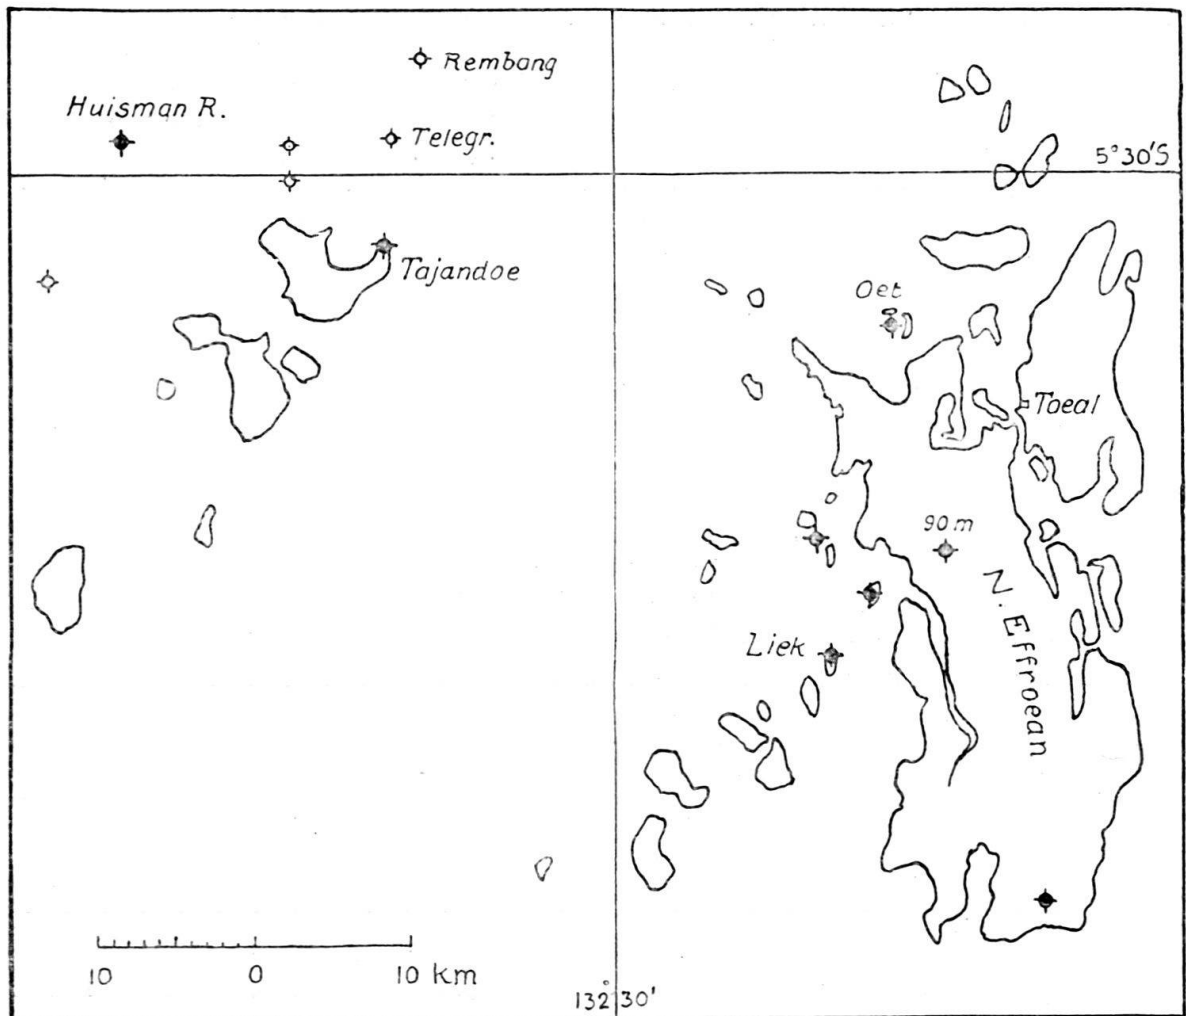 Rembang
Huisman R.
Telegr.
5°30'S
Tajandoe
Oet
Toeal
90 m
N. Effroean
Liek
10 0 10 km
132°30'